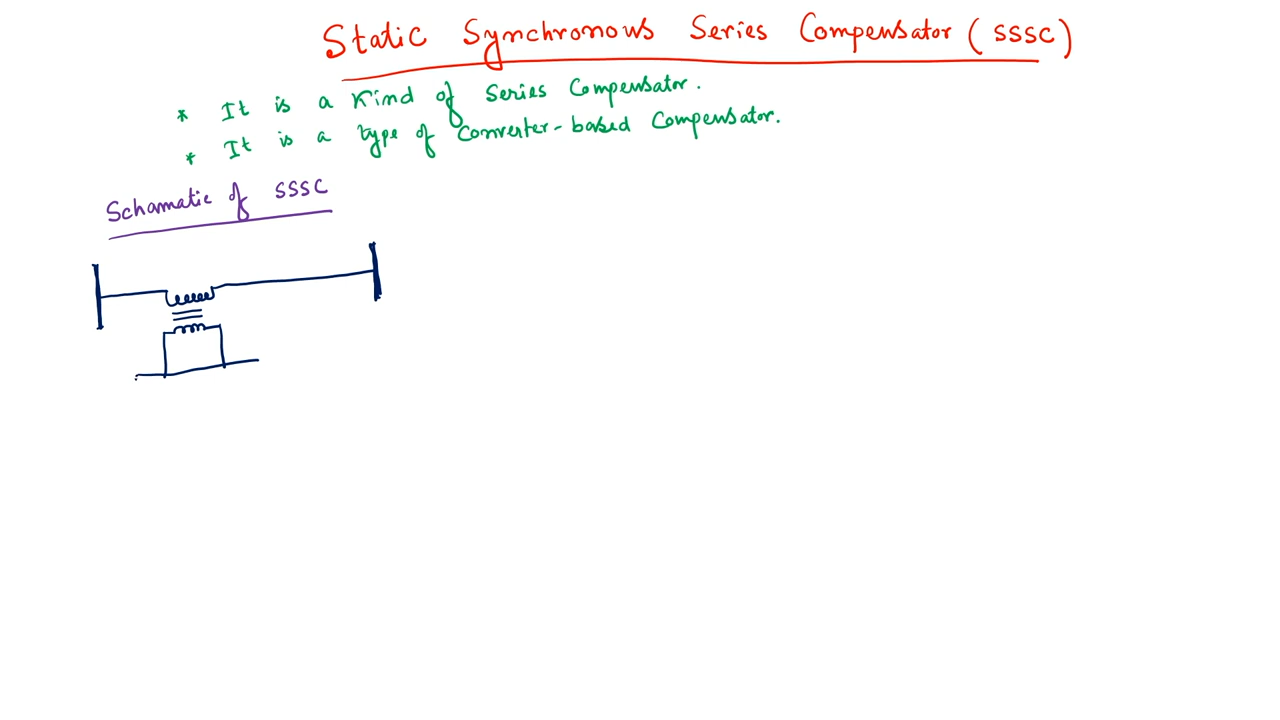 Static Synchronous Series Compensator (SSSC)
* It is a Kind of Series Compensator.
* It is a type of Converter-based Compensator.
Schamatic of SSSC